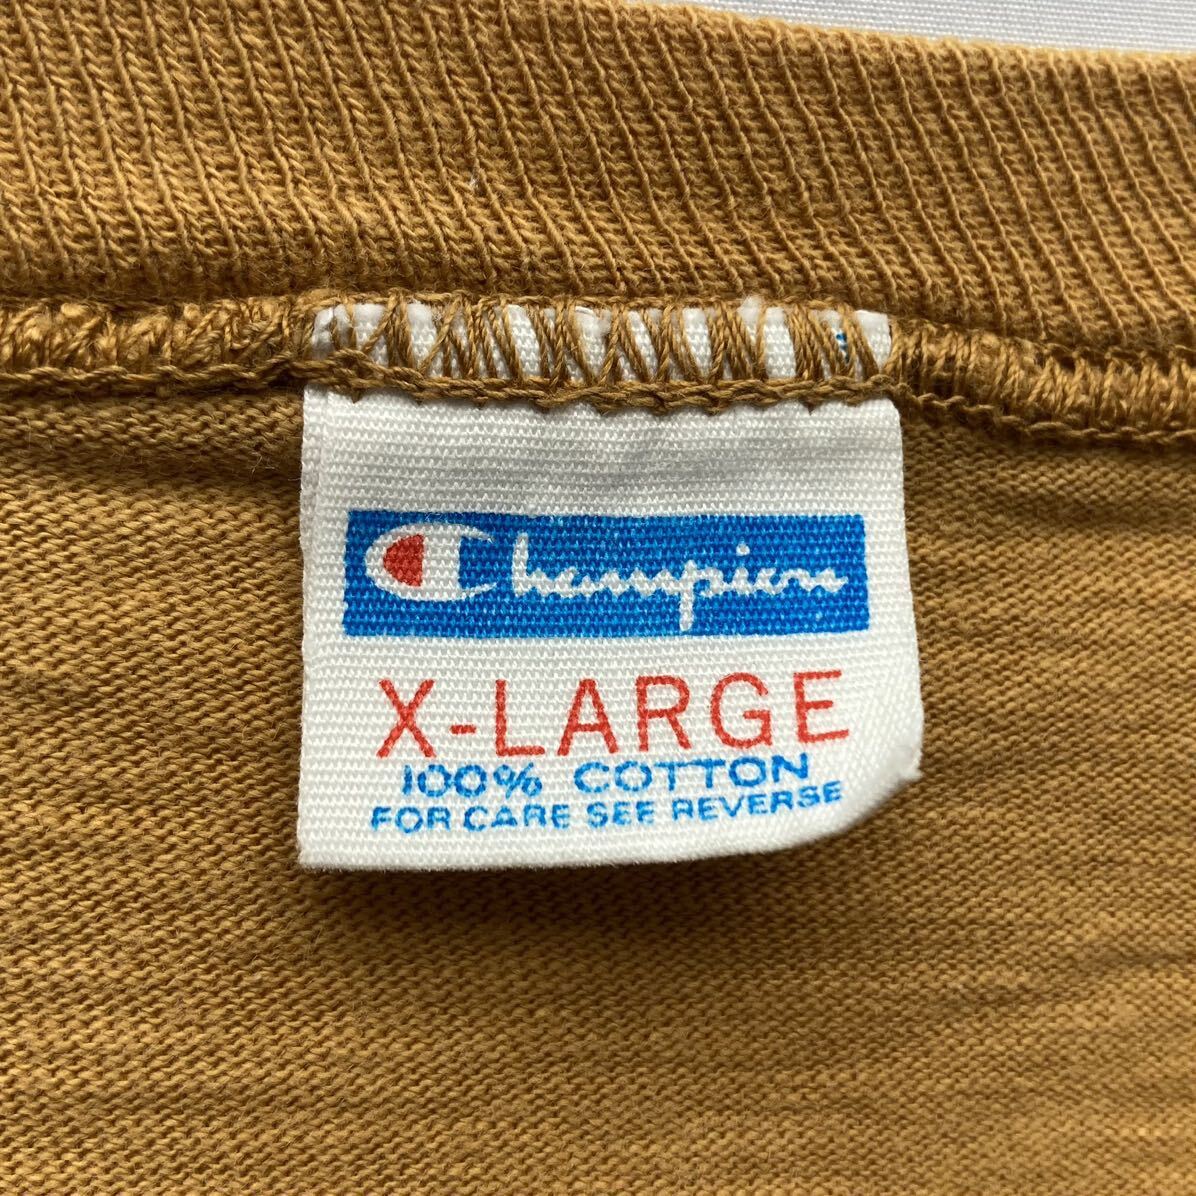 Champion
X-LARGE
100% COTTON
FOR CARE SEE REVERSE